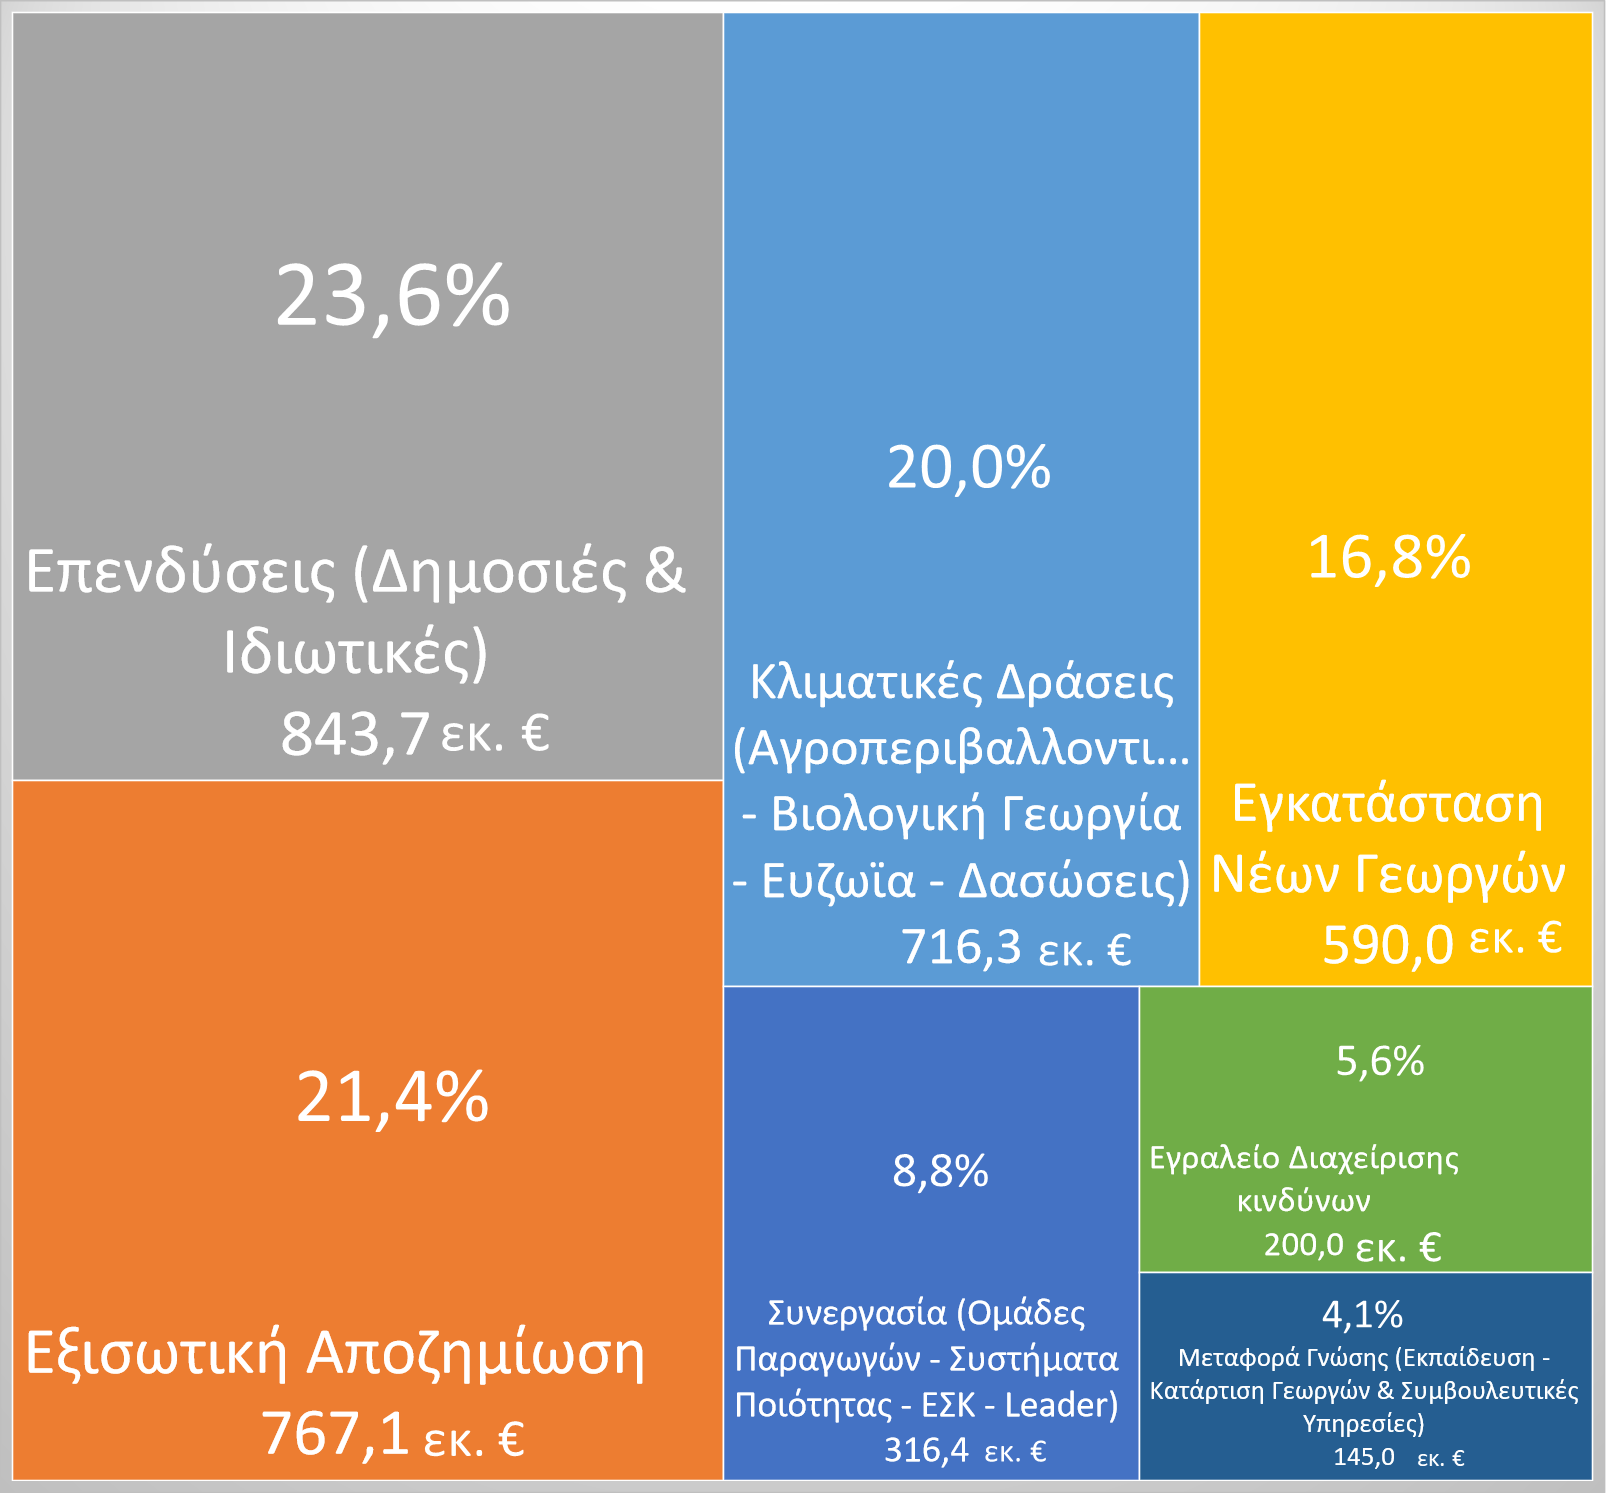 23,6%
Επενδύσεις (Δημοσιές &
Ιδιωτικές)
843,7 εκ. €
21,4%
Εξισωτική Αποζημίωση
767,1 εκ. €
20,0%
Κλιματικές Δράσεις
(Αγροπεριβαλλοντι...
- Βιολογική Γεωργία
- Ευζωϊα - Δασώσεις)
716,3 εκ. €
16,8%
Εγκατάσταση
Νέων Γεωργών
590,0 εκ. €
8,8%
Συνεργασία (Ομάδες
Παραγωγών - Συστήματα
Ποιότητας - ΕΣΚ - Leader)
316,4 εκ. €
5,6%
Εγραλείο Διαχείρισης
κινδύνων
200,0 εκ. €
4,1%
Μεταφορά Γνώσης (Εκπαίδευση -
Κατάρτιση Γεωργών & Συμβουλευτικές
Υπηρεσίες)
145,0 εκ. €